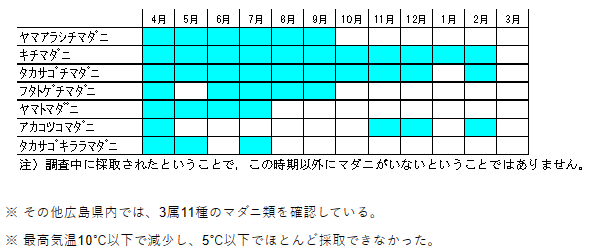 4月 5月 6月 7月 8月 9月 10月 11月 12月 1月 2月 3月
ヤマアラシチマダニ
キチマダニ
タカサゴチマダニ
フタトゲチマダニ
ヤマトマダニ
アカコツコマダニ
タカサゴキララマダニ
注）調査中に採取されたということで，この時期以外にマダニがいないということではありません。
※ その他広島県内では、3属11種のマダニ類を確認している。
※ 最高気温10℃以下で減少し、5℃以下でほとんど採取できなかった。